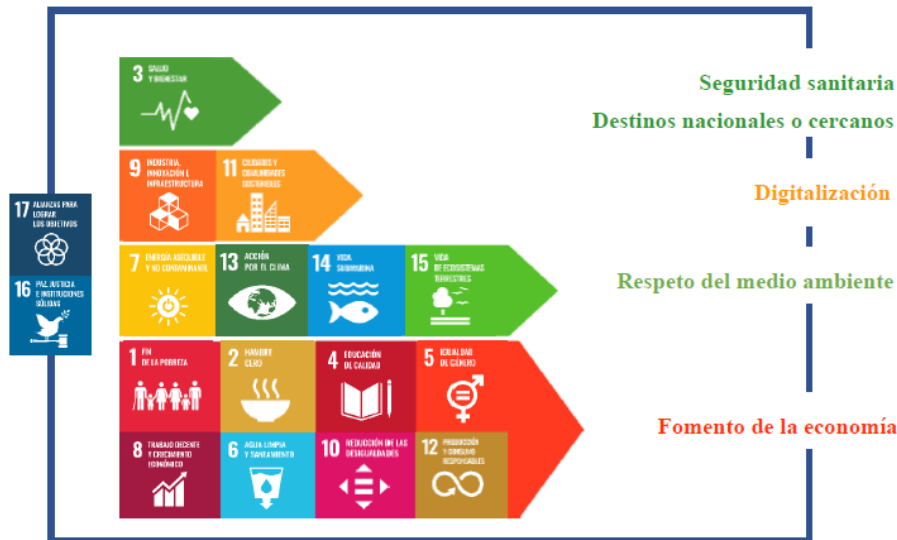 3 SALUD
Y BIENESTAR
Seguridad sanitaria
Destinos nacionales o cercanos
9 INDUSTRIA,
INNOVACIÓN E
INFRAESTRUCTURA
11 CIUDADES Y
COMUNIDADES
SOSTENIBLES
Digitalización
17 ALIANZAS PARA
LOGRAR
LOS OBJETIVOS
16 PAZ, JUSTICIA
E INSTITUCIONES
SÓLIDAS
7 ENERGÍA ASEQUIBLE
Y NO CONTAMINANTE
13 ACCIÓN
POR EL CLIMA
14 VIDA
SUBMARINA
15 VIDA
DE ECOSISTEMAS
TERRESTRES
Respeto del medio ambiente
1 FIN
DE LA POBREZA
2 HAMBRE
CERO
4 EDUCACIÓN
DE CALIDAD
5 IGUALDAD
DE GÉNERO
8 TRABAJO DECENTE
Y CRECIMIENTO
ECONÓMICO
6 AGUA LIMPIA
Y SANEAMIENTO
10 REDUCCIÓN DE LAS
DESIGUALDADES
12 PRODUCCIÓN
Y CONSUMO
RESPONSABLES
Fomento de la economía